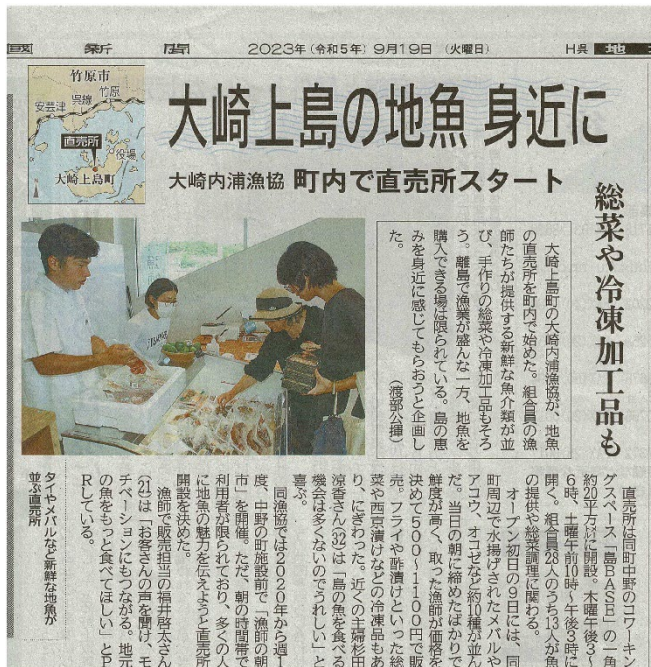 國 新 聞 2023年(令和5年)9月19日 (火曜日) H呉 地
竹原市
竹原
呉線
安芸津
直売所
役場
大崎上島町
大崎上島の地魚 身近に
大崎内浦漁協 町内で直売所スタート
総菜や冷凍加工品も
大崎上島町の大崎内浦漁協が、地魚
の直売所を町内で始めた。組合員の漁
師たちが提供する新鮮な魚介類が並
び、手作りの総菜や冷凍加工品もそろ
う。離島で漁業が盛んな一方、地魚を
購入できる場は限られている。島の恵
みを身近に感じてもらおうと企画し
た。 (渡部公揮)
直売所は同町中野のコワーキン
グスペース「島BASE」の一角
約20平方㍍に開設。木曜午後3~
6時、土曜午前10時~午後3時に
開く。組合員28人のうち13人が魚
の提供や総菜調理に関わる。
オープン初日の9日には、同
町周辺で水揚げされたメバルや
アコウ、オコゼなど約10種が並ん
だ。当日の朝に締めたばかりで
鮮度が高く、取った漁師が価格を
決めて500~1100円で販
売。フライや酢漬けといった総
菜や西京漬けなどの冷凍品もあ
り、にぎわった。近くの主婦杉田
涼香さん(32)は「島の魚を食べる
機会は多くないのでうれしい」と
喜ぶ。
同漁協では2020年から週1
度、中野の町施設前で「漁師の朝
市」を開催。ただ、朝の時間帯で
利用者が限られており、多くの人
に地魚の魅力を伝えようと直売所
開設を決めた。
漁師で販売担当の福井啓太さん
(21)は「お客さんの声を聞け、モ
チベーションにもつながる。地元
の魚をもっと食べてほしい」とP
Rしている。
タイやメバルなど新鮮な地魚が
並ぶ直売所